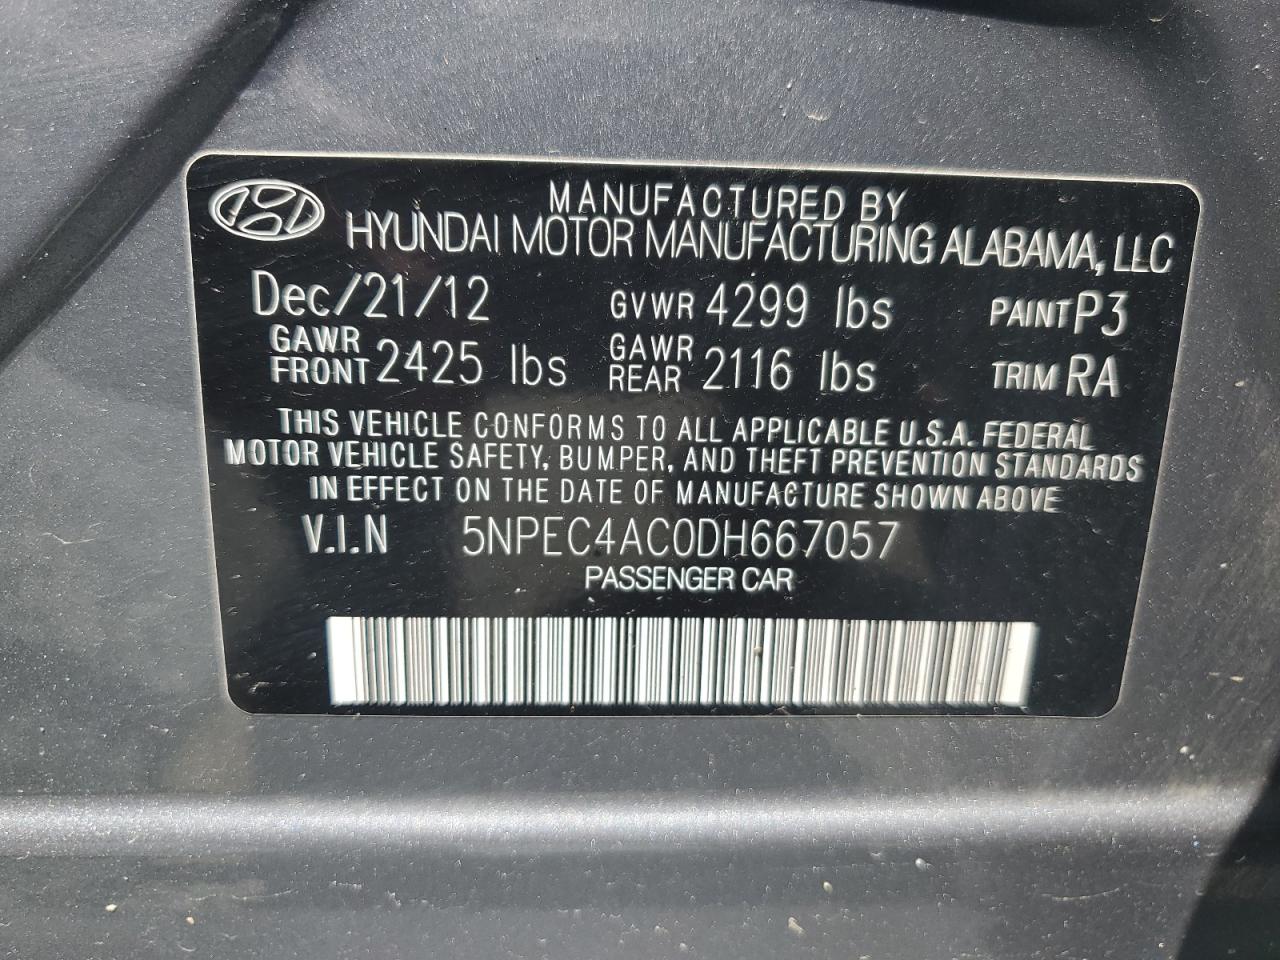 MANUFACTURED BY
HYUNDAI MOTOR MANUFACTURING ALABAMA, LLC
Dec/21/12 GVWR 4299 lbs PAINT P3
GAWR FRONT 2425 lbs GAWR REAR 2116 lbs TRIM RA
THIS VEHICLE CONFORMS TO ALL APPLICABLE U.S.A. FEDERAL
MOTOR VEHICLE SAFETY, BUMPER, AND THEFT PREVENTION STANDARDS
IN EFFECT ON THE DATE OF MANUFACTURE SHOWN ABOVE
V.I.N 5NPEC4AC0DH667057
PASSENGER CAR